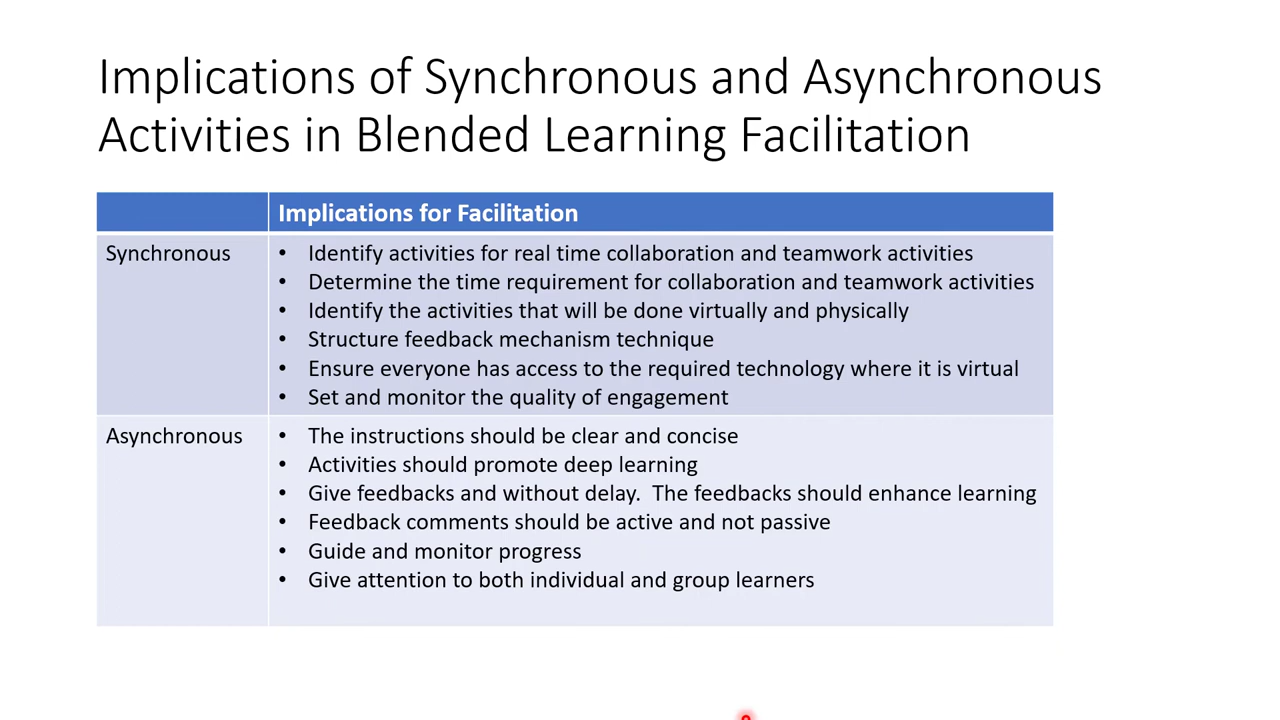 Implications of Synchronous and Asynchronous
Activities in Blended Learning Facilitation
Implications for Facilitation
Synchronous
• Identify activities for real time collaboration and teamwork activities
• Determine the time requirement for collaboration and teamwork activities
• Identify the activities that will be done virtually and physically
• Structure feedback mechanism technique
• Ensure everyone has access to the required technology where it is virtual
• Set and monitor the quality of engagement
Asynchronous
• The instructions should be clear and concise
• Activities should promote deep learning
• Give feedbacks and without delay.  The feedbacks should enhance learning
• Feedback comments should be active and not passive
• Guide and monitor progress
• Give attention to both individual and group learners